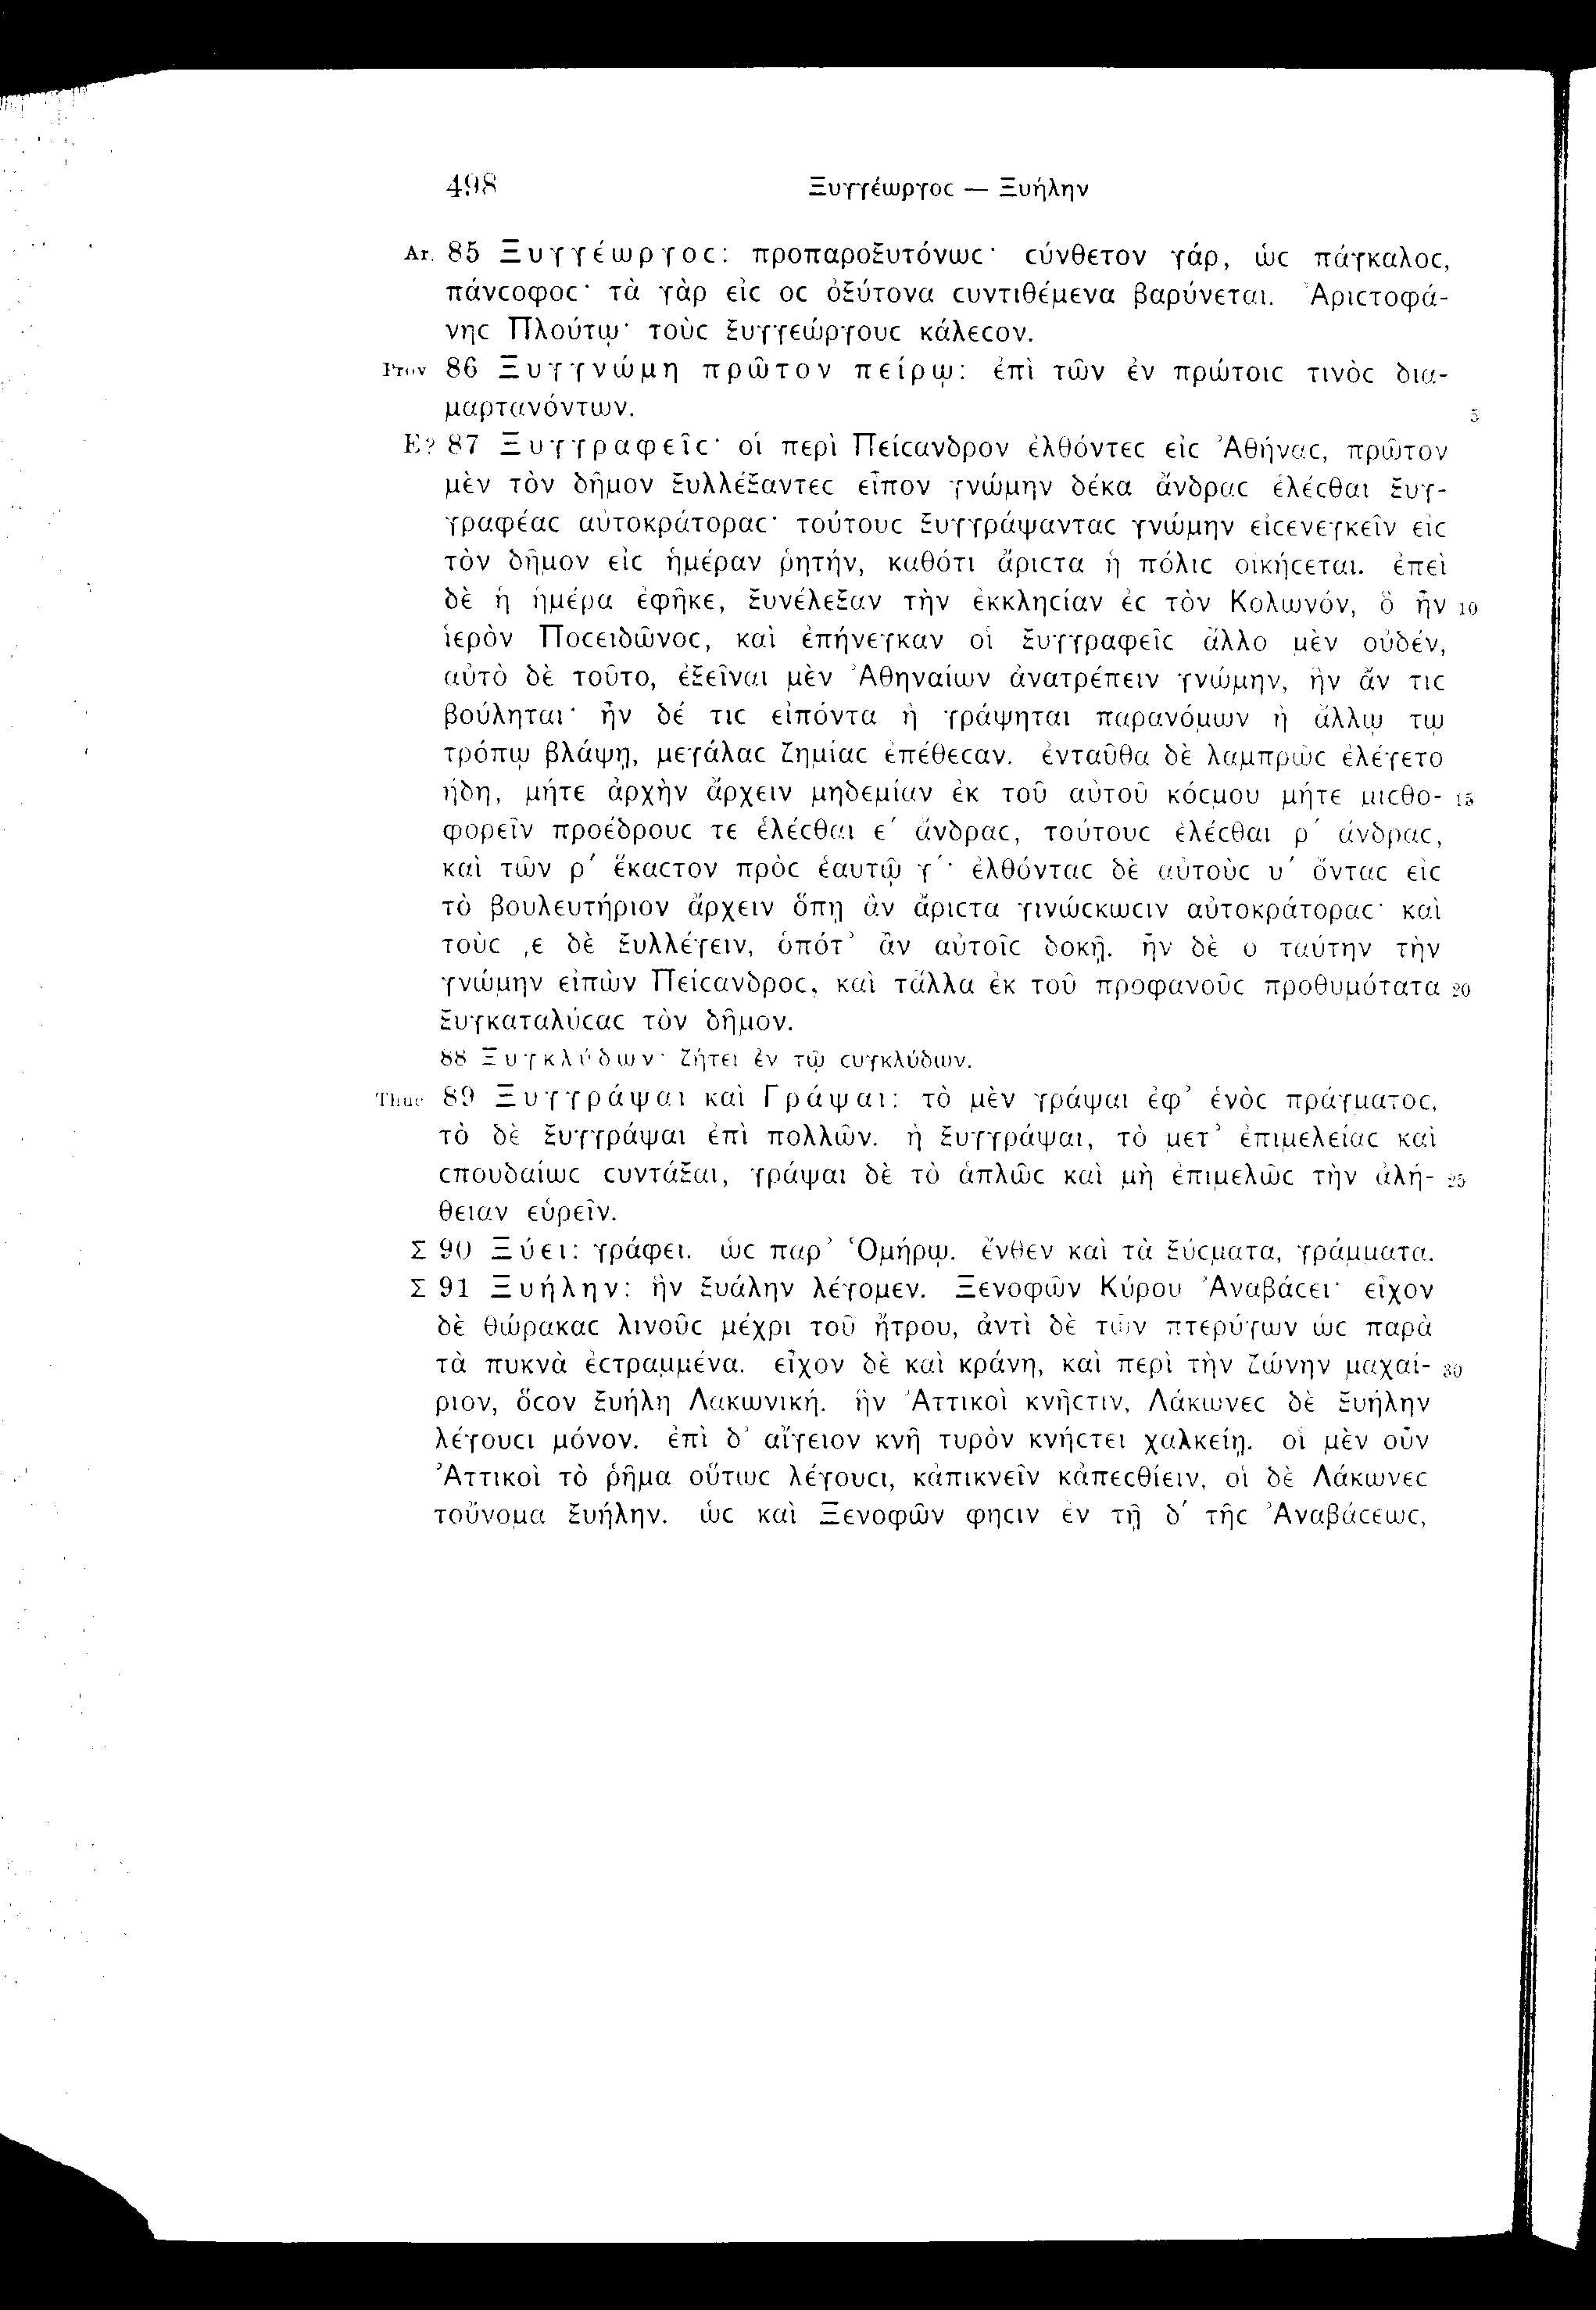 498 Ξυγγέωργοϲ — Ξυήλην
Ar. 85 Ξυγγέωργοϲ: προπαροξυτόνωϲ· ϲύνθετον γάρ, ὡϲ πάγκαλοϲ,
πάνϲοφοϲ· τὰ γὰρ εἰϲ οϲ ὀξύτονα ϲυντιθέμενα βαρύνεται. Ἀριϲτοφά-
νηϲ Πλούτῳ· τοὺϲ ξυγγεώργουϲ κάλεϲον.
Prov 86 Ξυγγνώμη πρῶτον πείρῳ: ἐπὶ τῶν ἐν πρώτοιϲ τινὸϲ δια-
μαρτανόντων. 5
E? 87 Ξυγγραφεῖϲ· οἱ περὶ Πείϲανδρον ἐλθόντεϲ εἰϲ Ἀθήναϲ, πρῶτον
μὲν τὸν δῆμον ξυλλέξαντεϲ εἶπον γνώμην δέκα ἄνδραϲ ἑλέϲθαι ξυγ-
γραφέαϲ αὐτοκράτοραϲ· τούτουϲ ξυγγράψανταϲ γνώμην εἰϲενεγκεῖν εἰϲ
τὸν δῆμον εἰϲ ἡμέραν ῥητήν, καθότι ἄριϲτα ἡ πόλιϲ οἰκήϲεται. ἐπεὶ
δὲ ἡ ἡμέρα ἐφῆκε, ξυνέλεξαν τὴν ἐκκληϲίαν ἐϲ τὸν Κολωνόν, ὃ ἦν 10
ἱερὸν Ποϲειδῶνοϲ, καὶ ἐπήνεγκαν οἱ ξυγγραφεῖϲ ἄλλο μὲν οὐδέν,
αὐτὸ δὲ τοῦτο, ἐξεῖναι μὲν Ἀθηναίων ἀνατρέπειν γνώμην, ἣν ἄν τιϲ
βούληται· ἢν δέ τιϲ εἰπόντα ἢ γράψηται παρανόμων ἢ ἄλλῳ τῳ
τρόπῳ βλάψῃ, μεγάλαϲ ζημίαϲ ἐπέθεϲαν. ἐνταῦθα δὲ λαμπρῶϲ ἐλέγετο
ἤδη, μήτε ἀρχὴν ἄρχειν μηδεμίαν ἐκ τοῦ αὐτοῦ κόϲμου μήτε μιϲθο- 15
φορεῖν προέδρουϲ τε ἑλέϲθαι ε´ ἄνδραϲ, τούτουϲ ἑλέϲθαι ρ´ ἄνδραϲ,
καὶ τῶν ρ´ ἕκαϲτον πρὸϲ ἑαυτῷ γ´· ἐλθόνταϲ δὲ αὐτοὺϲ υ´ ὄνταϲ εἰϲ
τὸ βουλευτήριον ἄρχειν ὅπῃ ἂν ἄριϲτα γινώϲκωϲιν αὐτοκράτοραϲ· καὶ
τοὺϲ ͵ε δὲ ξυλλέγειν, ὁπότ’ ἂν αὐτοῖϲ δοκῇ. ἦν δὲ ὁ ταύτην τὴν
γνώμην εἰπὼν Πείϲανδροϲ, καὶ τἄλλα ἐκ τοῦ προφανοῦϲ προθυμότατα 20
ξυγκαταλύϲαϲ τὸν δῆμον.
88 Ξυγκλύδων· ζήτει ἐν τῷ ϲυγκλύδων.
Thuc 89 Ξυγγράψαι καὶ Γράψαι: τὸ μὲν γράψαι ἐφ’ ἑνὸϲ πράγματοϲ,
τὸ δὲ ξυγγράψαι ἐπὶ πολλῶν. ἢ ξυγγράψαι, τὸ μετ’ ἐπιμελείαϲ καὶ
ϲπουδαίωϲ ϲυντάξαι, γράψαι δὲ τὸ ἁπλῶϲ καὶ μὴ ἐπιμελῶϲ τὴν ἀλή- 25
θειαν εὑρεῖν.
Σ 90 Ξύει: γράφει. ὡϲ παρ’ Ὁμήρῳ. ἔνθεν καὶ τὰ ξύϲματα, γράμματα.
Σ 91 Ξυήλην: ἣν ξυάλην λέγομεν. Ξενοφῶν Κύρου Ἀναβάϲει· εἶχον
δὲ θώρακαϲ λινοῦϲ μέχρι τοῦ ἤτρου, ἀντὶ δὲ τῶν πτερύγων ὡϲ παρὰ
τὰ πυκνὰ ἐϲτραμμένα. εἶχον δὲ καὶ κράνη, καὶ περὶ τὴν ζώνην μαχαί- 30
ριον, ὅϲον ξυήλη Λακωνική. ἣν Ἀττικοὶ κνῆϲτιν, Λάκωνεϲ δὲ ξυήλην
λέγουϲι μόνον. ἐπὶ δ’ αἴγειον κνῆ τυρὸν κνήϲτει χαλκείῃ. οἱ μὲν οὖν
Ἀττικοὶ τὸ ῥῆμα οὕτωϲ λέγουϲι, κἀπικνεῖν κἀπεϲθίειν, οἱ δὲ Λάκωνεϲ
τοὔνομα ξυήλην. ὡϲ καὶ Ξενοφῶν φηϲιν ἐν τῇ δ´ τῆϲ Ἀναβάϲεωϲ,